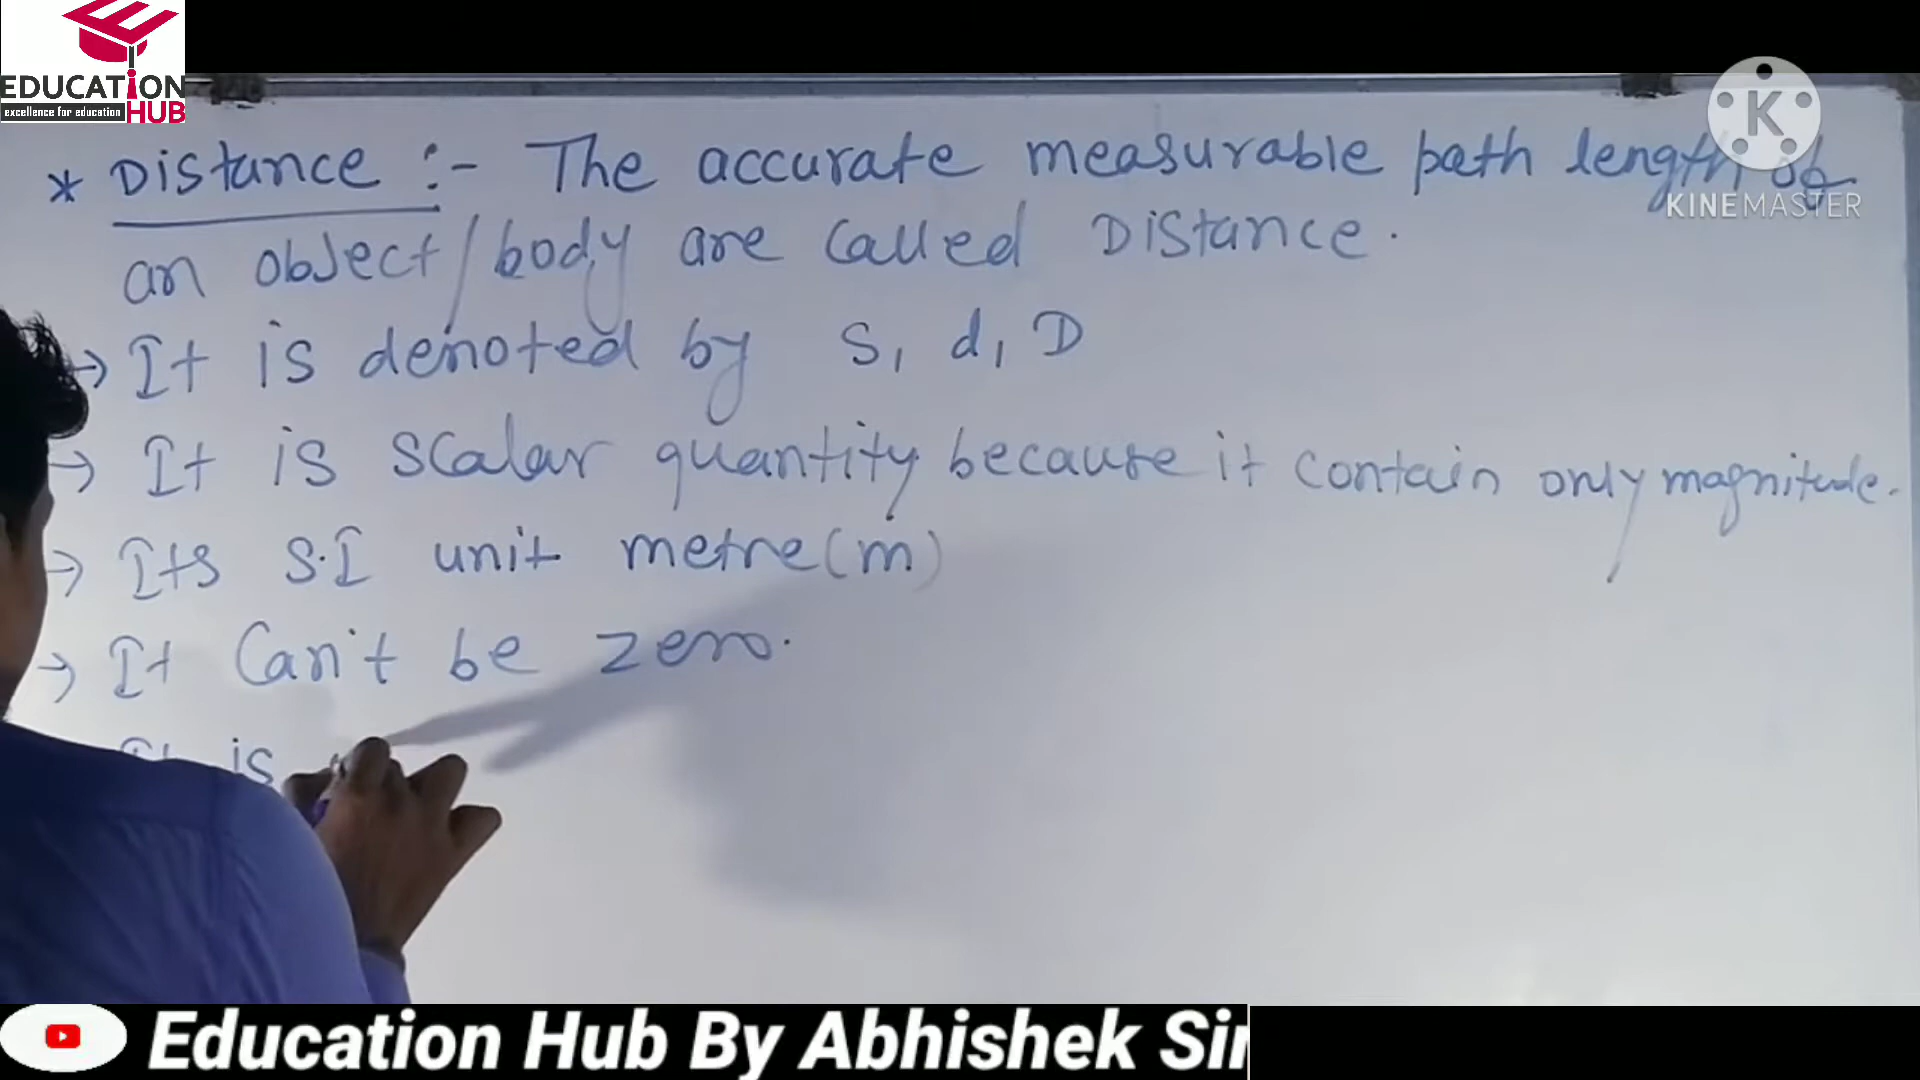 EDUCATION
excellence for education HUB
K
KINEMASTER
* Distance :- The accurate measurable path length of
an object/body are called Distance.
→ It is denoted by S, d, D
→ It is scalar quantity because it contain only magnitude.
→ Its S.I unit metre (m)
→ It Can't be zero.
It is
Education Hub By Abhishek